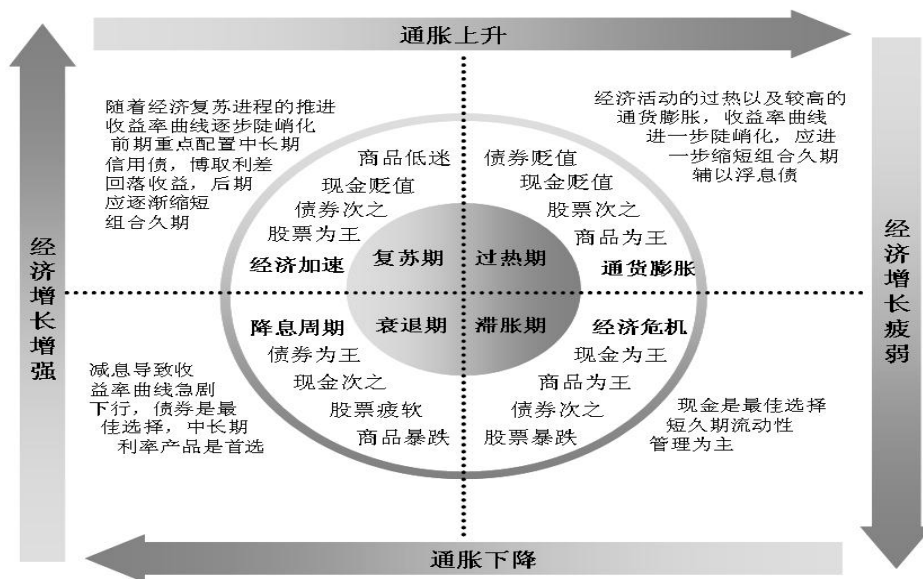 通胀上升
经济增长增强
随着经济复苏进程的推进
收益率曲线逐步陡峭化
前期重点配置中长期
信用债，博取利差
回落收益，后期
应逐渐缩短
组合久期
商品低迷
现金贬值
债券次之
股票为王
经济加速
复苏期
经济活动的过热以及较高的
通货膨胀，收益率曲线
进一步陡峭化，应进
一步缩短组合久期
辅以浮息债
债券贬值
现金贬值
股票次之
商品为王
过热期
通货膨胀
经济增长疲弱
降息周期
衰退期
债券为王
现金次之
股票疲软
商品暴跌
减息导致收
益率曲线急剧
下行，债券是最
佳选择，中长期
利率产品是首选
滞胀期
经济危机
现金为王
商品为王
债券次之
股票暴跌
现金是最佳选择
短久期流动性
管理为主
通胀下降